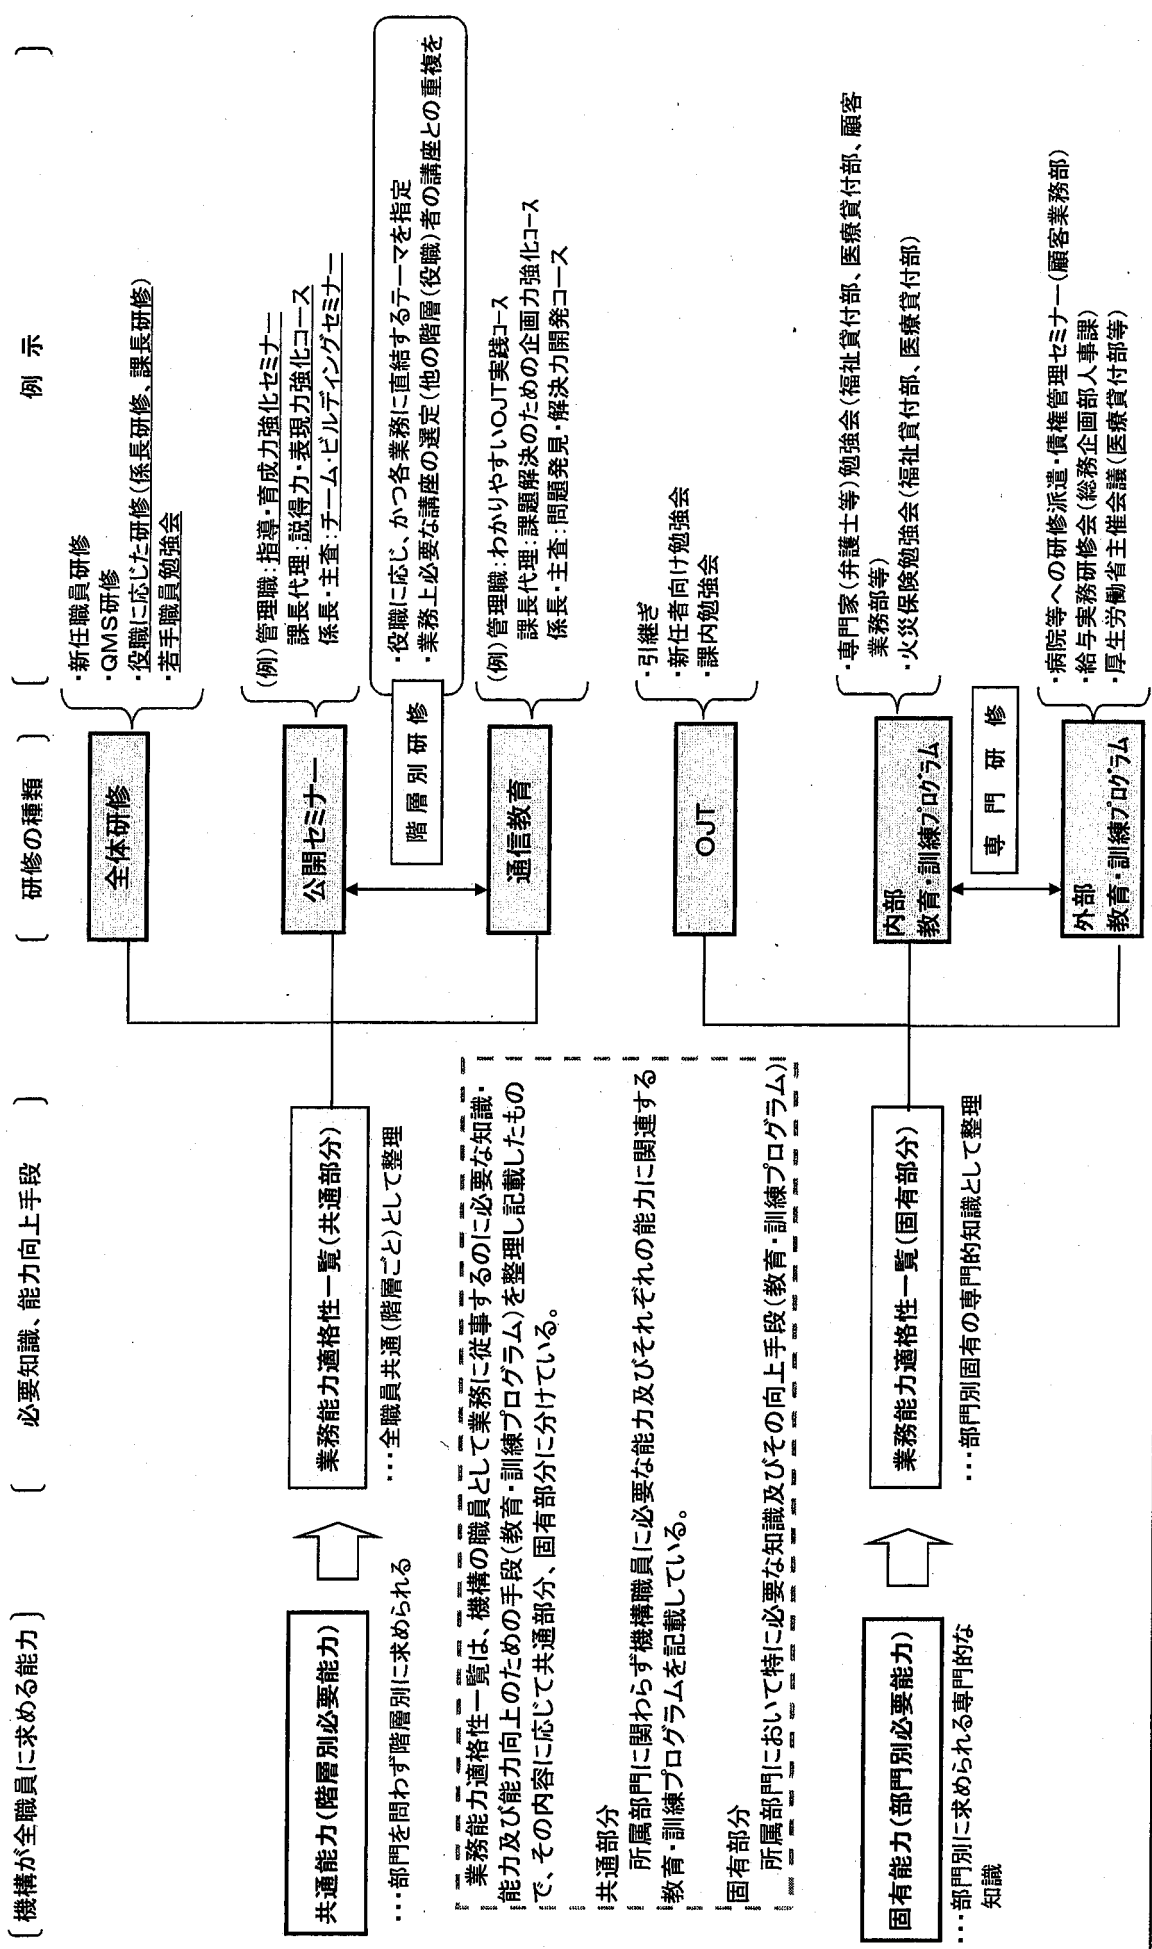 〔機構が全職員に求める能力〕
〔必要知識、能力向上手段〕
〔研修の種類〕
〔例示〕
共通能力(階層別必要能力)
・・・部門を問わず階層別に求められる
業務能力適格性一覧(共通部分)
・・・全職員共通(階層ごと)として整理
全体研修
・新任職員研修
・QMS研修
・役職に応じた研修(係長研修、課長研修)
・若手職員勉強会
公開セミナー
(例)管理職:指導・育成力強化セミナー
課長代理:説得力・表現力強化コース
係長・主査:チーム・ビルディングセミナー
階層別研修
・役職に応じ、かつ各業務に直結するテーマを指定
・業務上必要な講座の選定(他の階層(役職)者の講座との重複を
通信教育
(例)管理職:わかりやすいOJT実践コース
課長代理:課題解決のための企画力強化コース
係長・主査:問題発見・解決力開発コース
業務能力適格性一覧は、機構の職員として業務に従事するのに必要な知識・
能力及び能力向上のための手段(教育・訓練プログラム)を整理し記載したもの
で、その内容に応じて共通部分、固有部分に分けている。
共通部分
所属部門に関わらず機構職員に必要な能力及びそれぞれの能力に関連する
教育・訓練プログラムを記載している。
固有部分
所属部門において特に必要な知識及びその向上手段(教育・訓練プログラム)
固有能力(部門別必要能力)
・・・部門別に求められる専門的な
知識
業務能力適格性一覧(固有部分)
・・・部門別固有の専門的知識として整理
OJT
・引継ぎ
・新任者向け勉強会
・課内勉強会
内部
教育・訓練プログラム
・専門家(弁護士等)勉強会(福祉貸付部、医療貸付部、顧客
業務部等)
・火災保険勉強会(福祉貸付部、医療貸付部)
専門研修
外部
教育・訓練プログラム
・病院等への研修派遣・債権管理セミナー(顧客業務部)
・給与実務研修会(総務企画部人事課)
・厚生労働省主催会議(医療貸付部等)